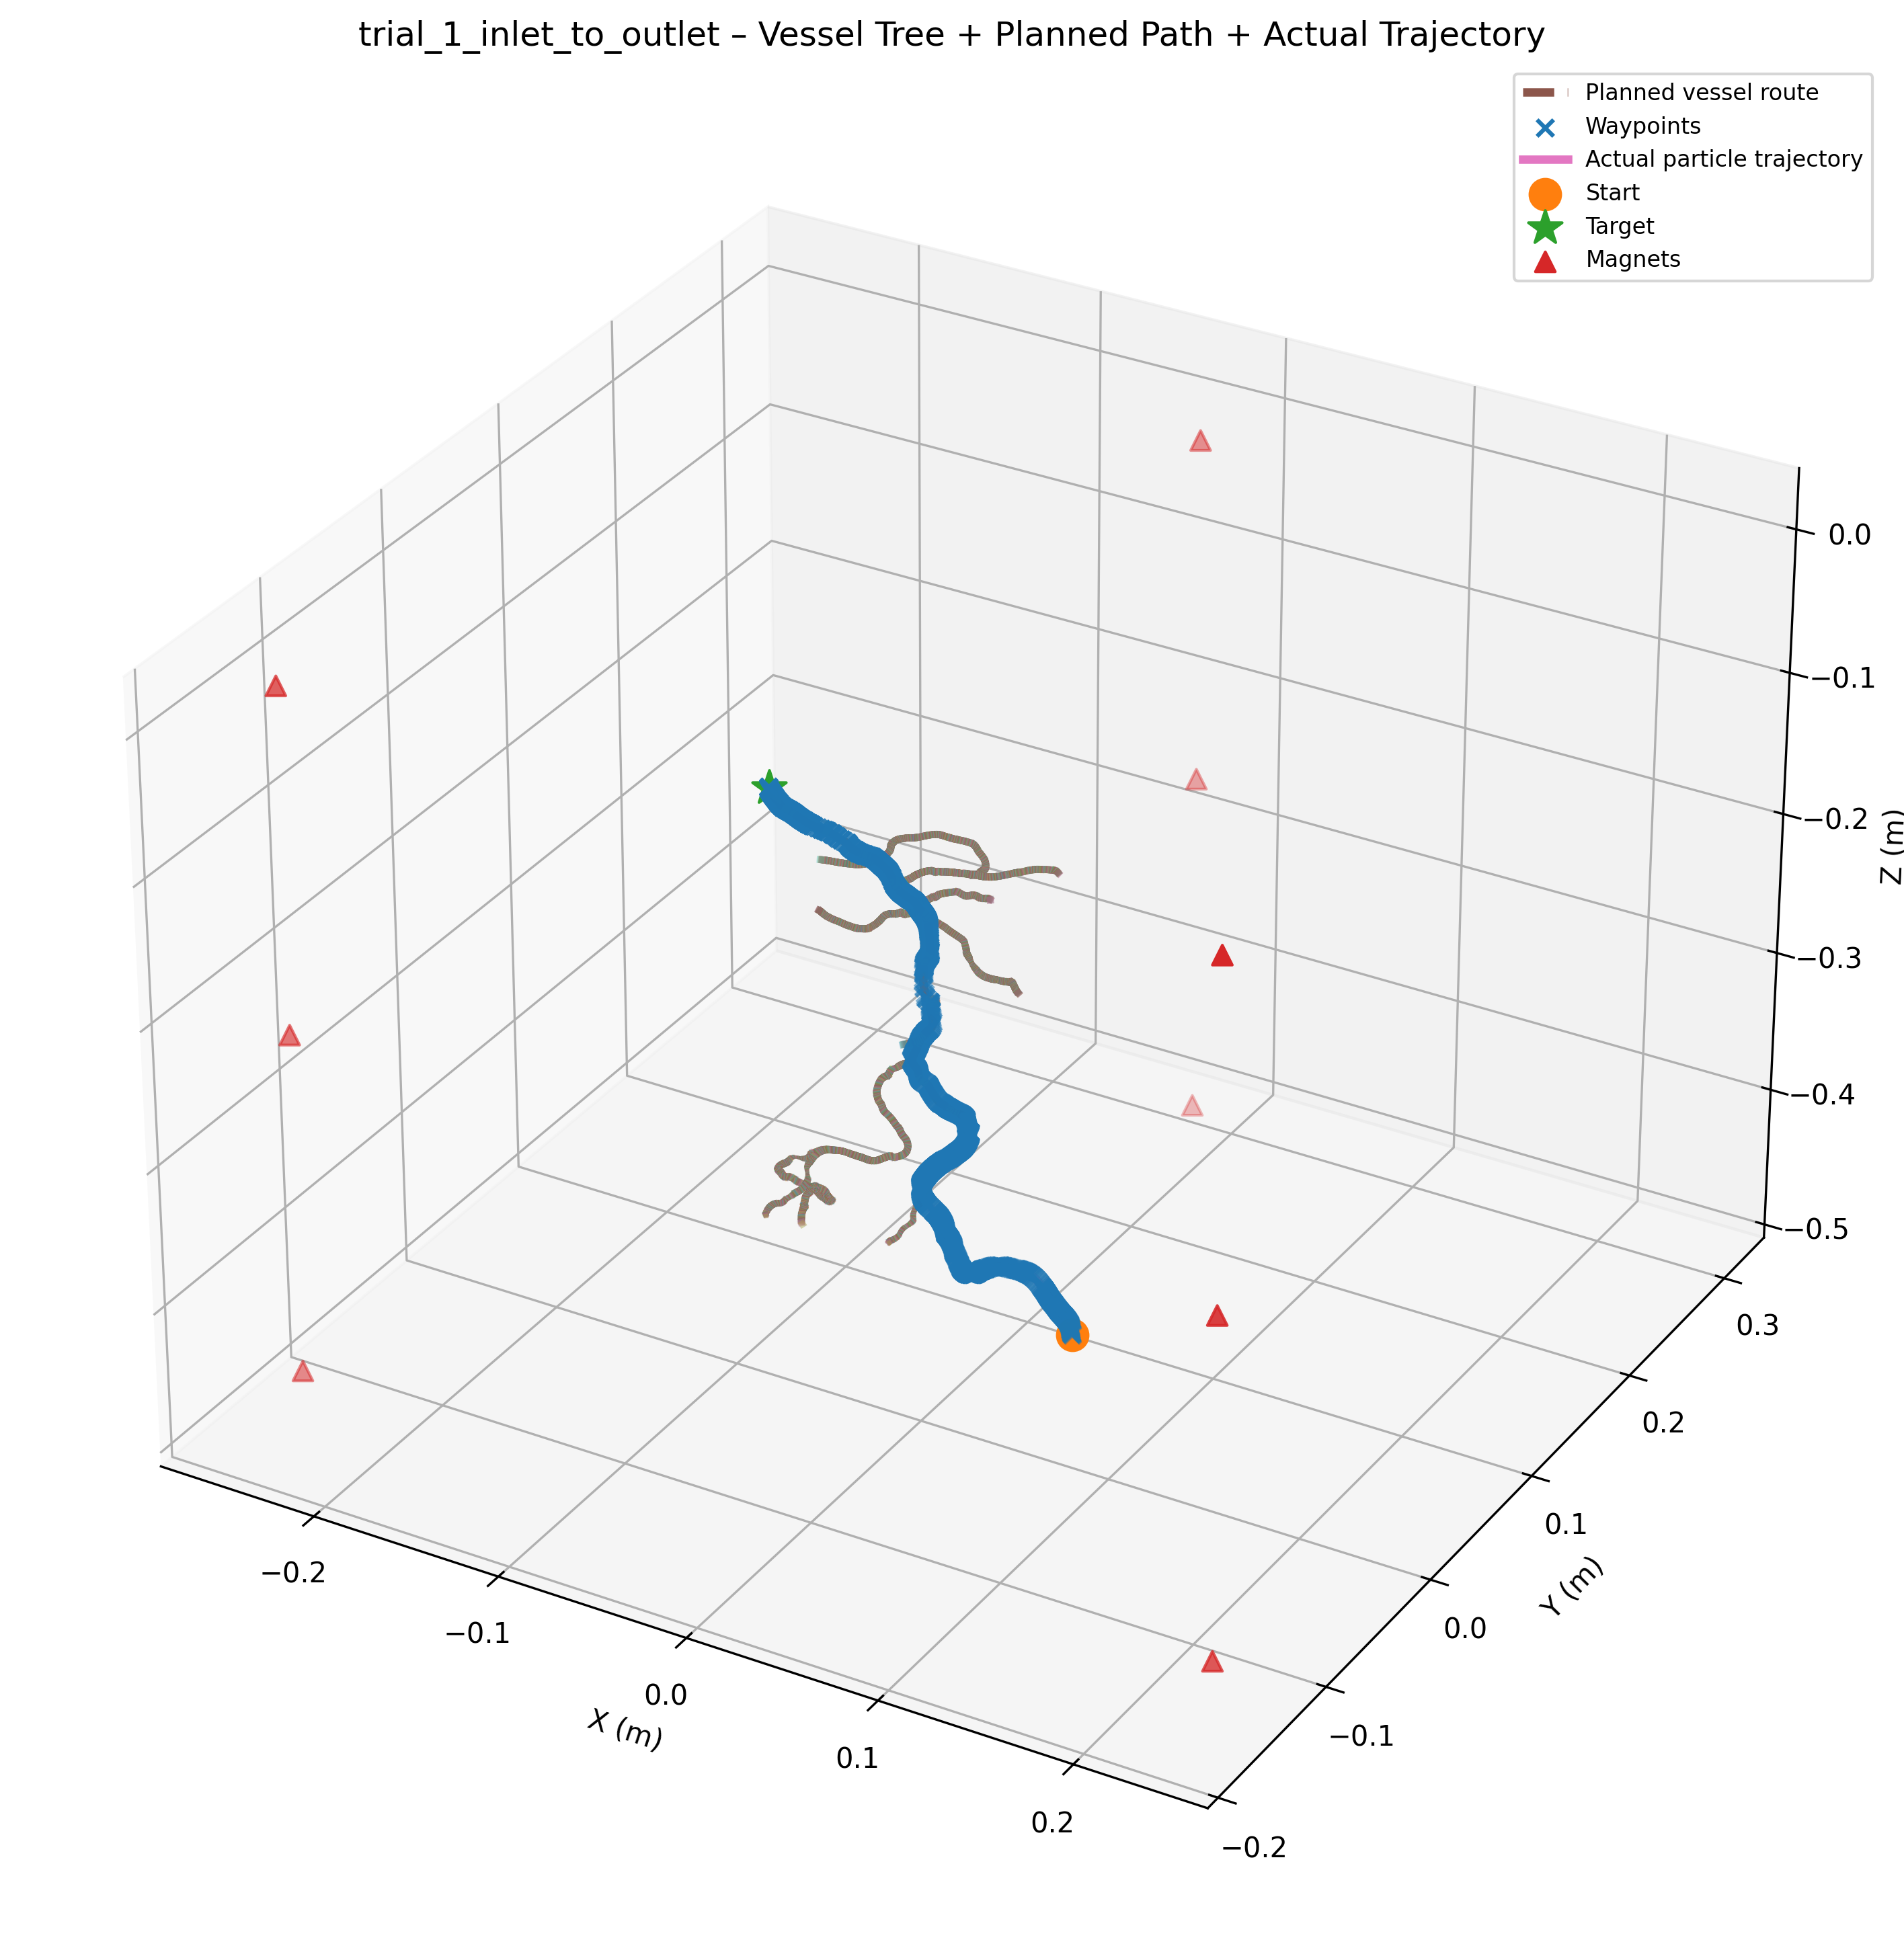 trial_1_inlet_to_outlet – Vessel Tree + Planned Path + Actual Trajectory
Planned vessel route
Waypoints
Actual particle trajectory
Start
Target
Magnets
0.0
−0.1
−0.2
−0.3
−0.4
−0.5
Z (m)
0.3
0.2
0.1
0.0
−0.1
−0.2
Y (m)
−0.2
−0.1
0.0
0.1
0.2
X (m)